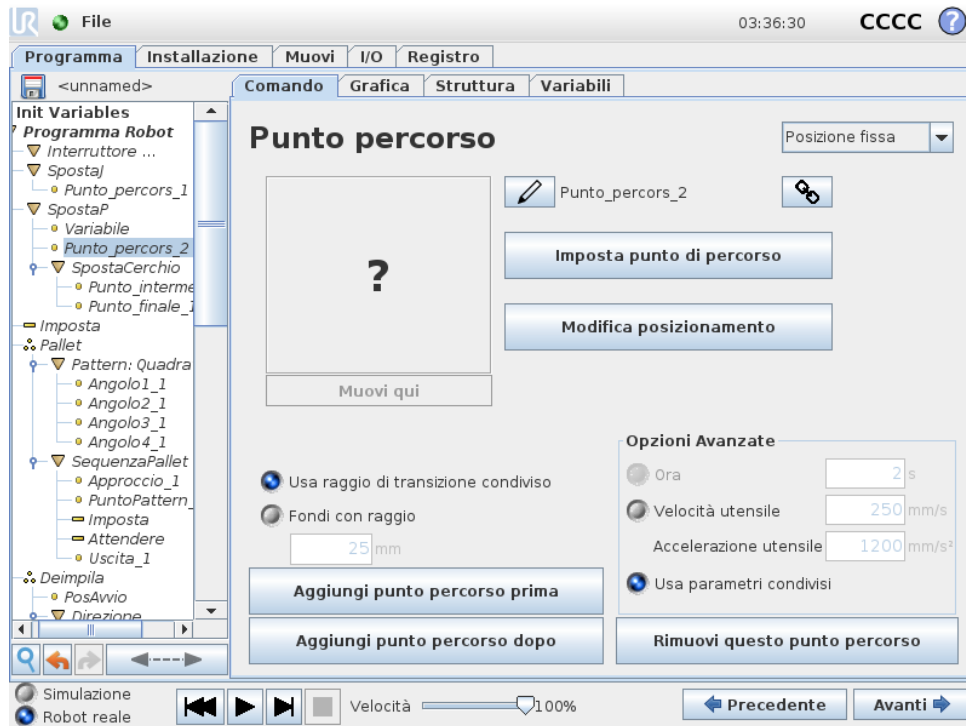 UR File 03:36:30 CCCC ?
Programma Installazione Muovi I/O Registro
<unnamed>
Comando Grafica Struttura Variabili
Init Variables
Programma Robot
Interruttore ...
SpostaJ
Punto_percors_1
SpostaP
Variabile
Punto_percors_2
SpostaCerchio
Punto_interme
Punto_finale_1
Imposta
Pallet
Pattern: Quadra
Angolo1_1
Angolo2_1
Angolo3_1
Angolo4_1
SequenzaPallet
Approccio_1
PuntoPattern_
Imposta
Attendere
Uscita_1
Deimpila
PosAvvio
Direzione
Punto percorso
Posizione fissa
?
Punto_percors_2
Imposta punto di percorso
Modifica posizionamento
Muovi qui
Usa raggio di transizione condiviso
Fondi con raggio
25 mm
Opzioni Avanzate
Ora 2 s
Velocità utensile 250 mm/s
Accelerazione utensile 1200 mm/s²
Usa parametri condivisi
Aggiungi punto percorso prima
Aggiungi punto percorso dopo
Rimuovi questo punto percorso
Simulazione
Robot reale
Velocità 100%
Precedente
Avanti